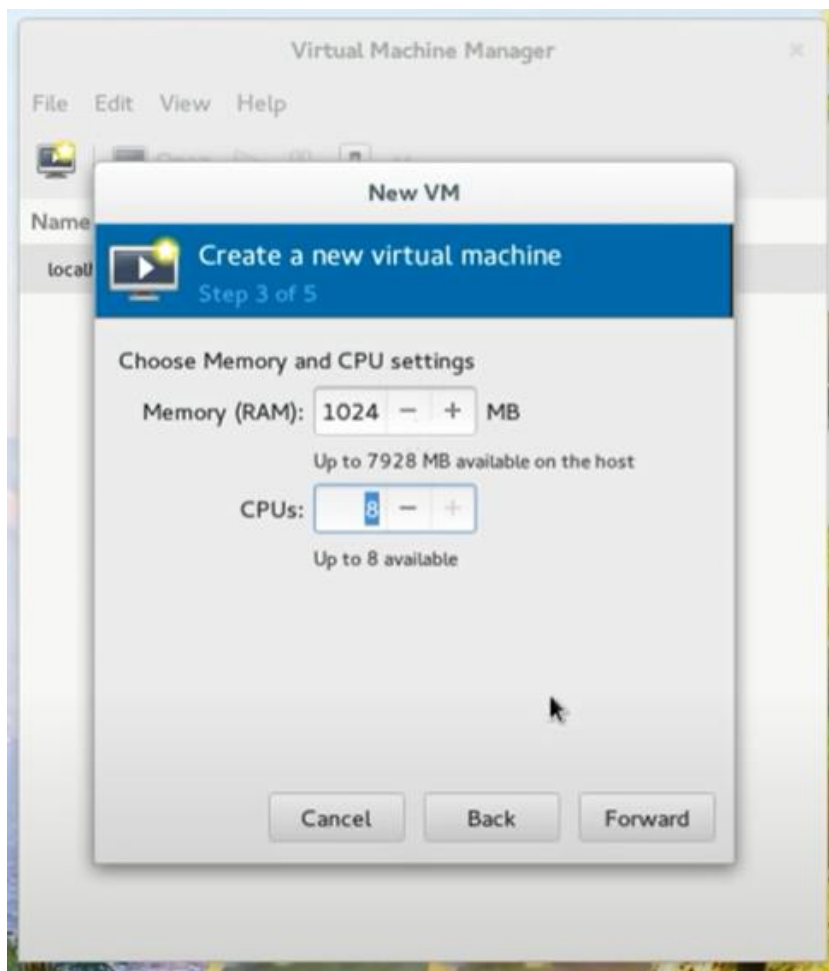 Virtual Machine Manager
File Edit View Help
New VM
Name
Create a new virtual machine
Step 3 of 5
Choose Memory and CPU settings
Memory (RAM): 1024 − + MB
Up to 7928 MB available on the host
CPUs: 8 − +
Up to 8 available
Cancel Back Forward